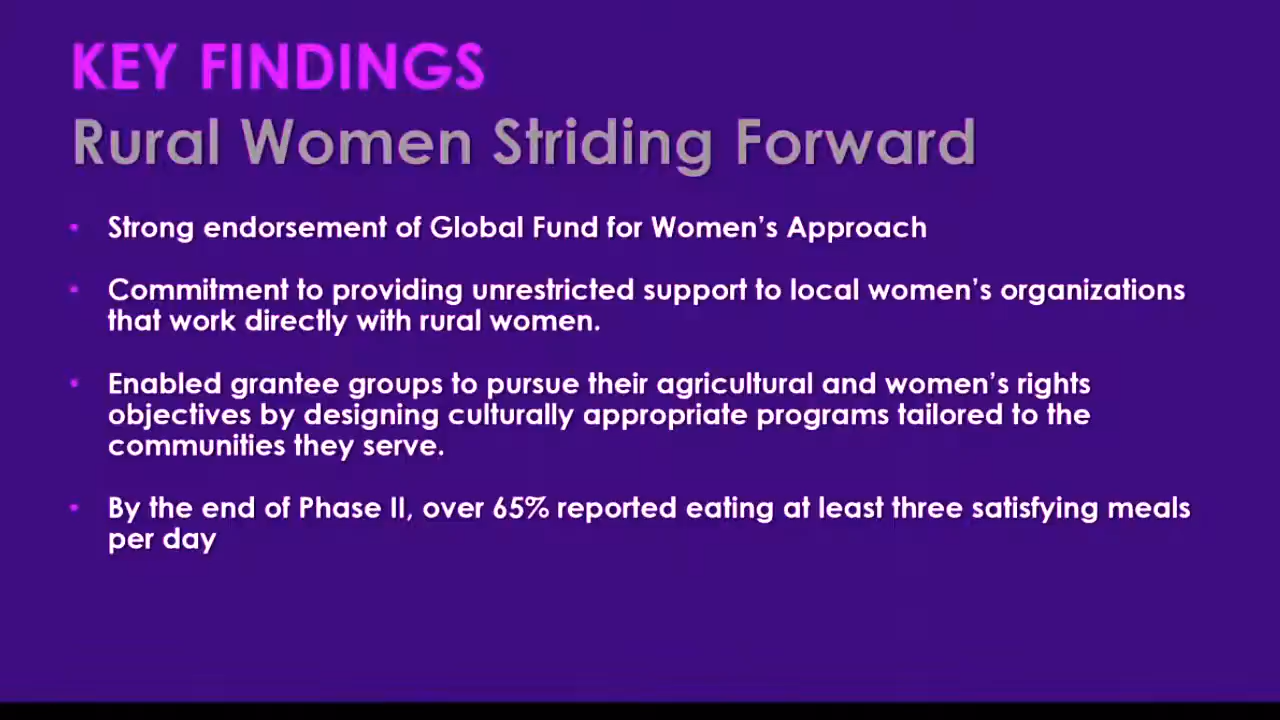 KEY FINDINGS
Rural Women Striding Forward
• Strong endorsement of Global Fund for Women's Approach
• Commitment to providing unrestricted support to local women's organizations
that work directly with rural women.
• Enabled grantee groups to pursue their agricultural and women's rights
objectives by designing culturally appropriate programs tailored to the
communities they serve.
• By the end of Phase II, over 65% reported eating at least three satisfying meals
per day